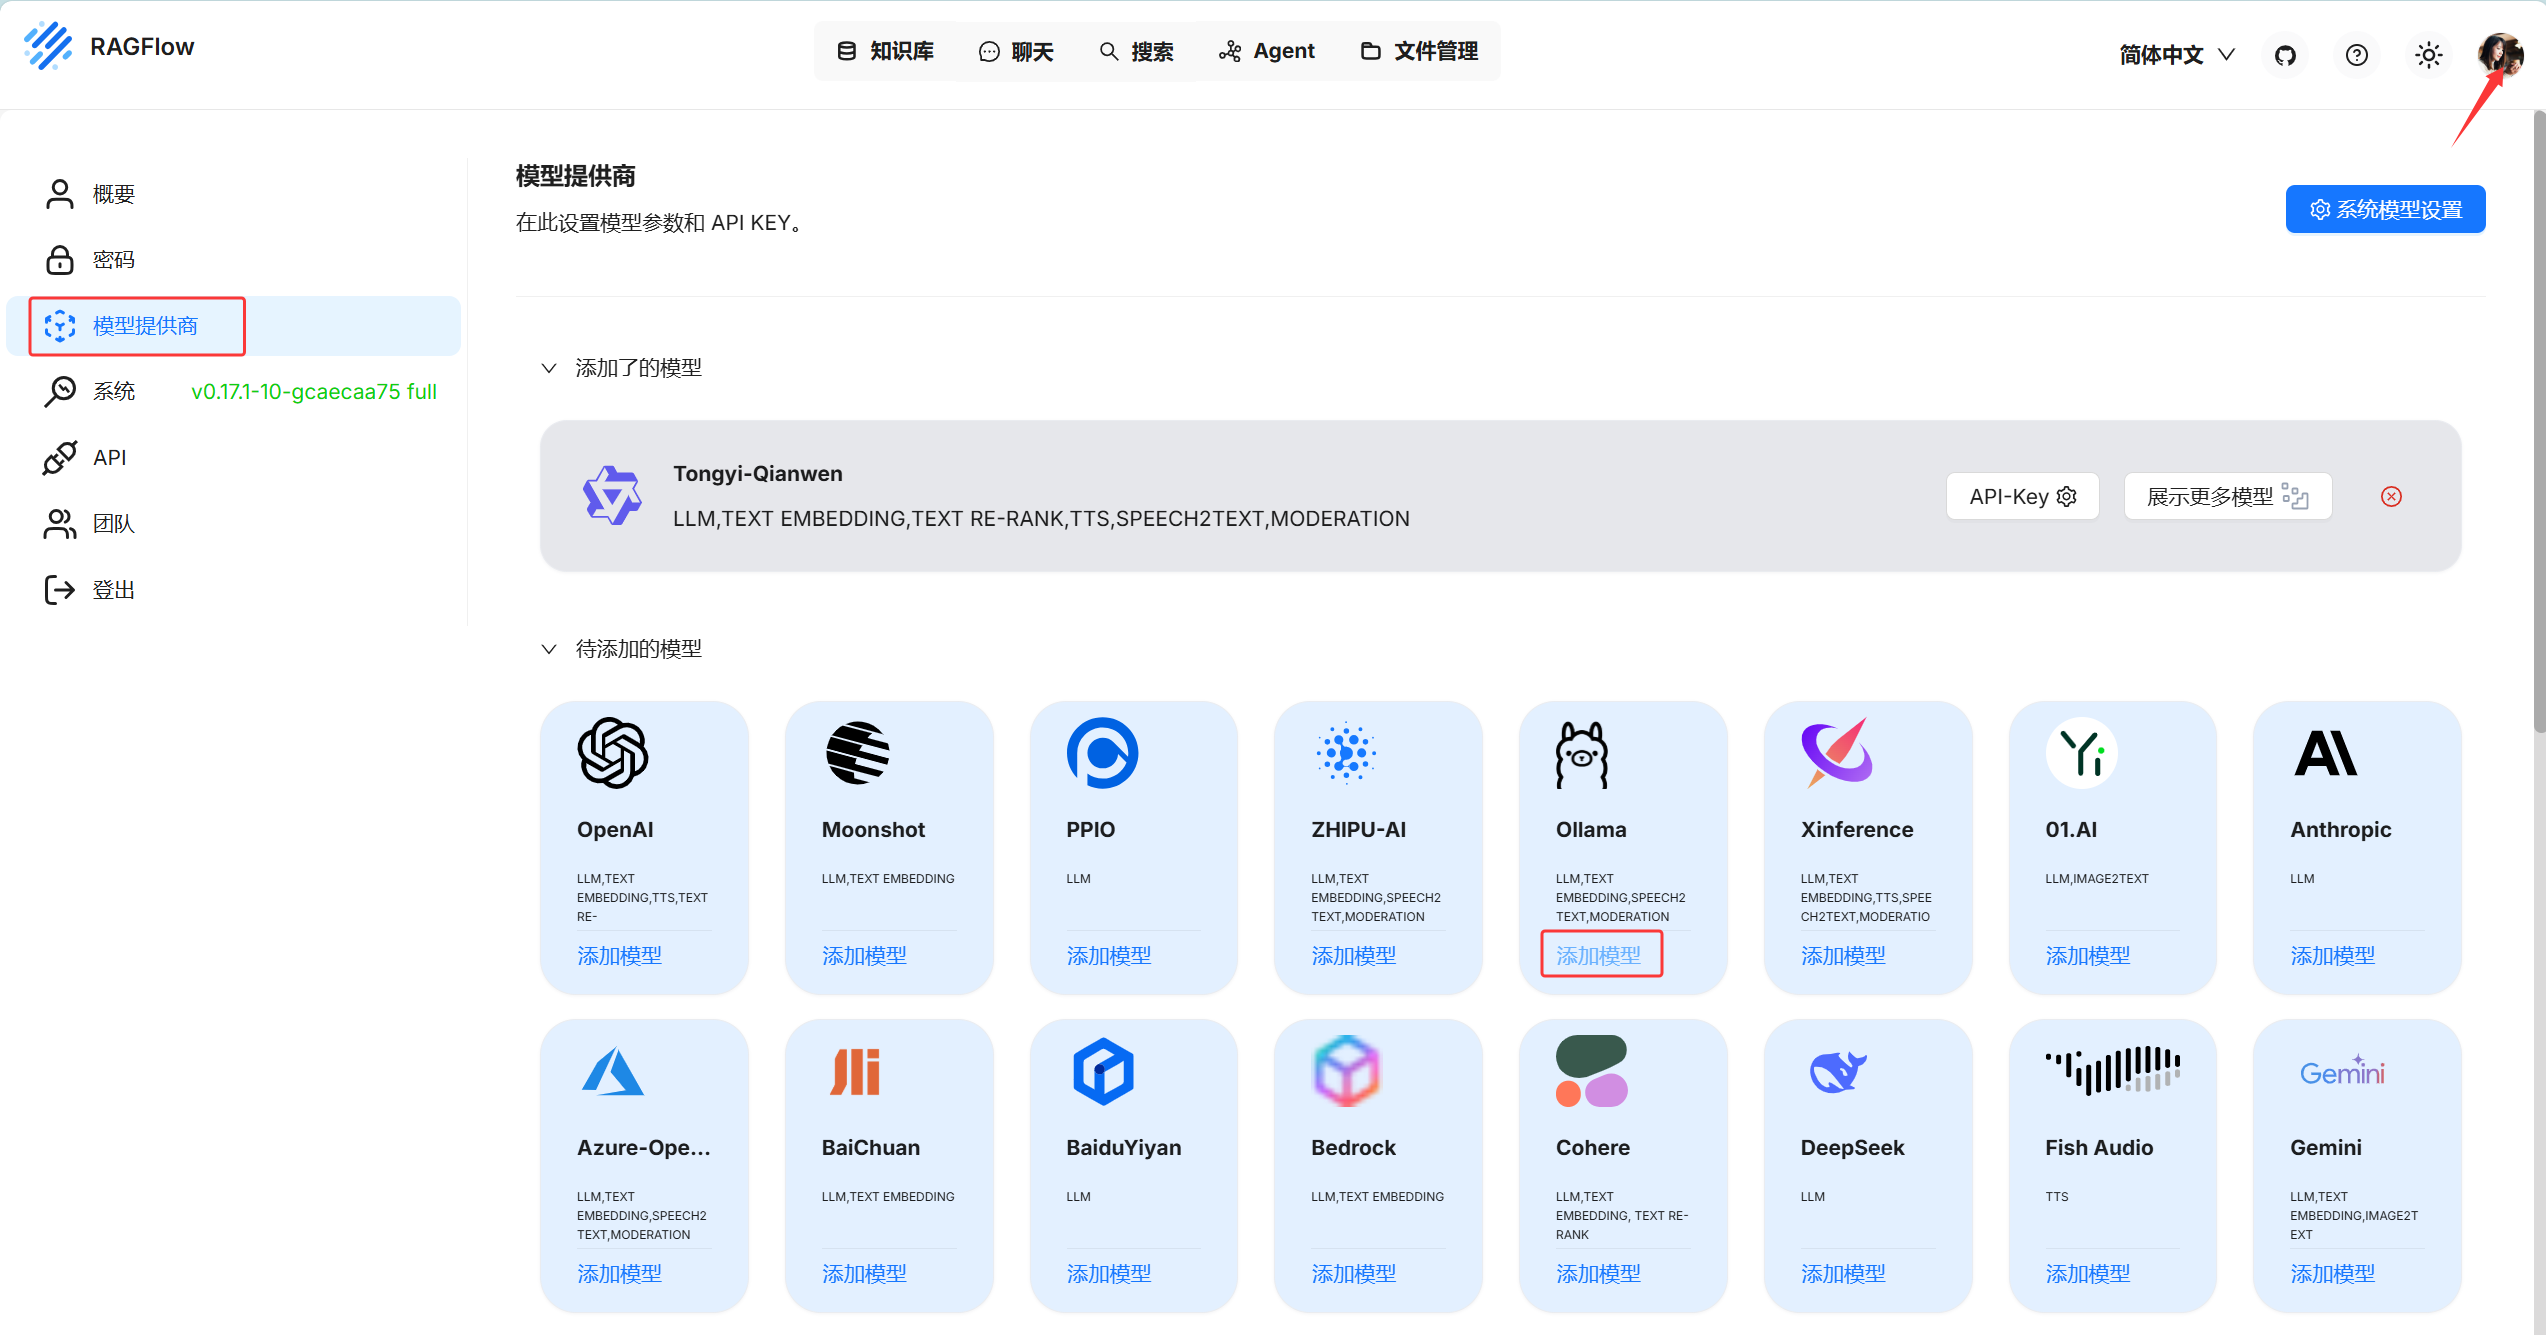 RAGFlow
知识库
聊天
搜索
Agent
文件管理
简体中文
概要
密码
模型提供商
系统 v0.17.1-10-gcaecaa75 full
API
团队
登出
模型提供商
在此设置模型参数和 API KEY。
系统模型设置
添加了的模型
Tongyi-Qianwen
LLM,TEXT EMBEDDING,TEXT RE-RANK,TTS,SPEECH2TEXT,MODERATION
API-Key
展示更多模型
待添加的模型
OpenAI
LLM,TEXT
EMBEDDING,TTS,TEXT
RE-
添加模型
Moonshot
LLM,TEXT EMBEDDING
添加模型
PPIO
LLM
添加模型
ZHIPU-AI
LLM,TEXT
EMBEDDING,SPEECH2
TEXT,MODERATION
添加模型
Ollama
LLM,TEXT
EMBEDDING,SPEECH2
TEXT,MODERATION
添加模型
Xinference
LLM,TEXT
EMBEDDING,TTS,SPEE
CH2TEXT,MODERATIO
添加模型
Yi
01.AI
LLM,IMAGE2TEXT
添加模型
Anthropic
LLM
添加模型
Azure-Ope...
LLM,TEXT
EMBEDDING,SPEECH2
TEXT,MODERATION
添加模型
BaiChuan
LLM,TEXT EMBEDDING
添加模型
BaiduYiyan
LLM
添加模型
Bedrock
LLM,TEXT EMBEDDING
添加模型
Cohere
LLM,TEXT
EMBEDDING, TEXT RE-
RANK
添加模型
DeepSeek
LLM
添加模型
Fish Audio
TTS
添加模型
Gemini
Gemini
LLM,TEXT
EMBEDDING,IMAGE2T
EXT
添加模型